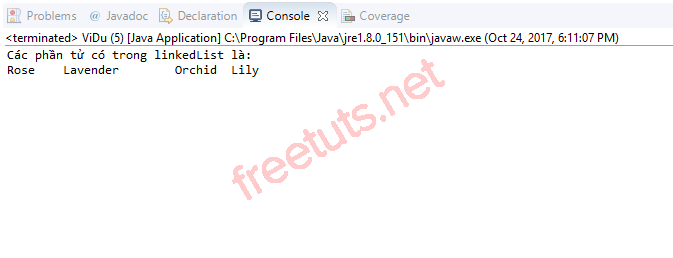 Problems @ Javadoc Declaration Console Coverage
<terminated> ViDu (5) [Java Application] C:\Program Files\Java\jre1.8.0_151\bin\javaw.exe (Oct 24, 2017, 6:11:07 PM)
Các phần tử có trong linkedList là:
Rose Lavender Orchid Lily
freetuts.net